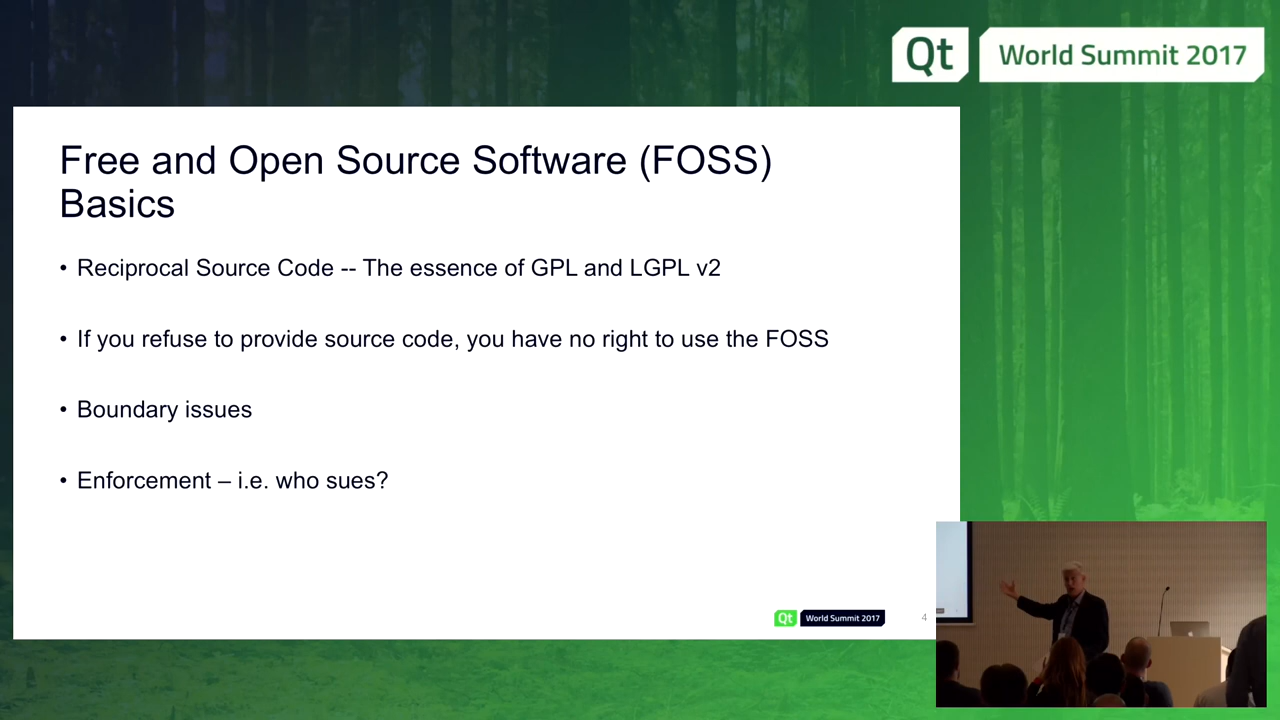 Qt World Summit 2017
Free and Open Source Software (FOSS)
Basics
• Reciprocal Source Code -- The essence of GPL and LGPL v2
• If you refuse to provide source code, you have no right to use the FOSS
• Boundary issues
• Enforcement – i.e. who sues?
Qt World Summit 2017 4